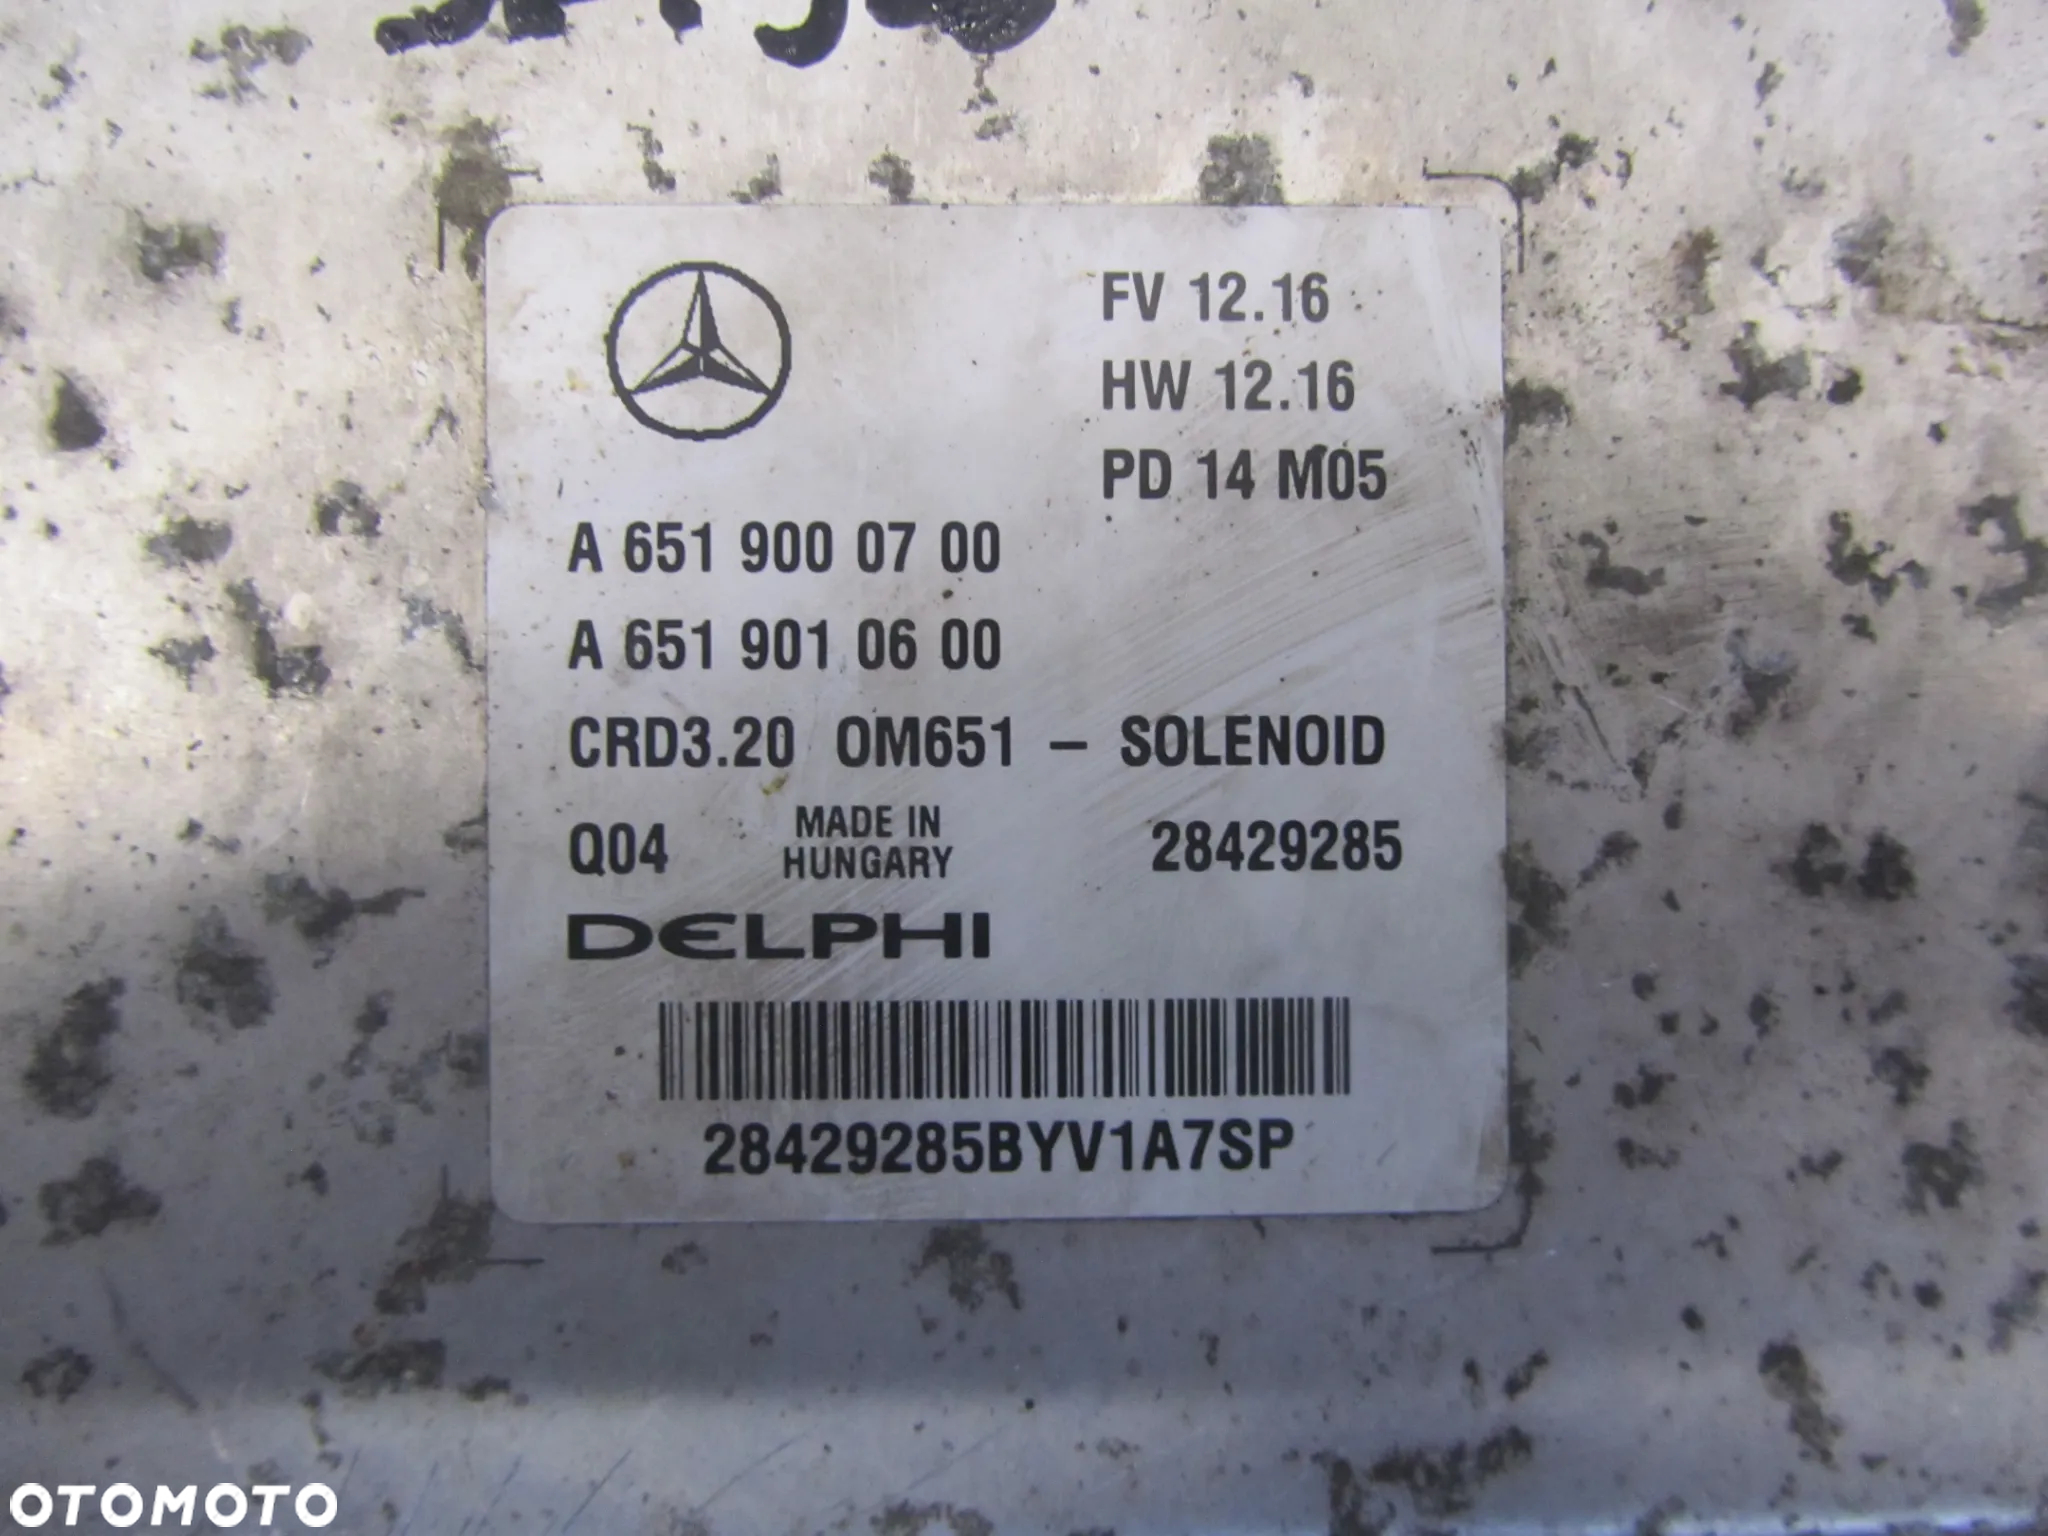 FV 12.16
HW 12.16
PD 14 M05
A 651 900 07 00
A 651 901 06 00
CRD3.20 OM651 – SOLENOID
Q04 MADE IN HUNGARY 28429285
DELPHI
28429285BYV1A7SP
OTOMOTO